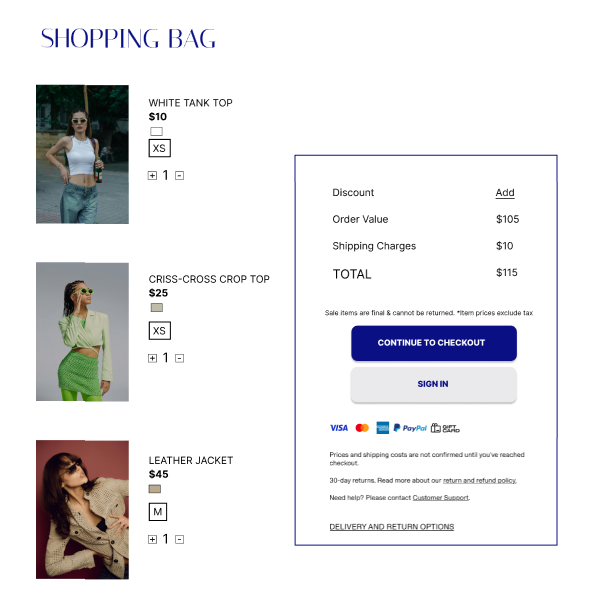 SHOPPING BAG
WHITE TANK TOP
$10
XS
+ 1 -
CRISS-CROSS CROP TOP
$25
XS
+ 1 -
LEATHER JACKET
$45
M
+ 1 -
Discount Add
Order Value $105
Shipping Charges $10
TOTAL $115
Sale items are final & cannot be returned. *Item prices exclude tax
CONTINUE TO CHECKOUT
SIGN IN
VISA AMERICAN EXPRESS PayPal GIFT CARD
Prices and shipping costs are not confirmed until you've reached
checkout.
30-day returns. Read more about our return and refund policy.
Need help? Please contact Customer Support.
DELIVERY AND RETURN OPTIONS